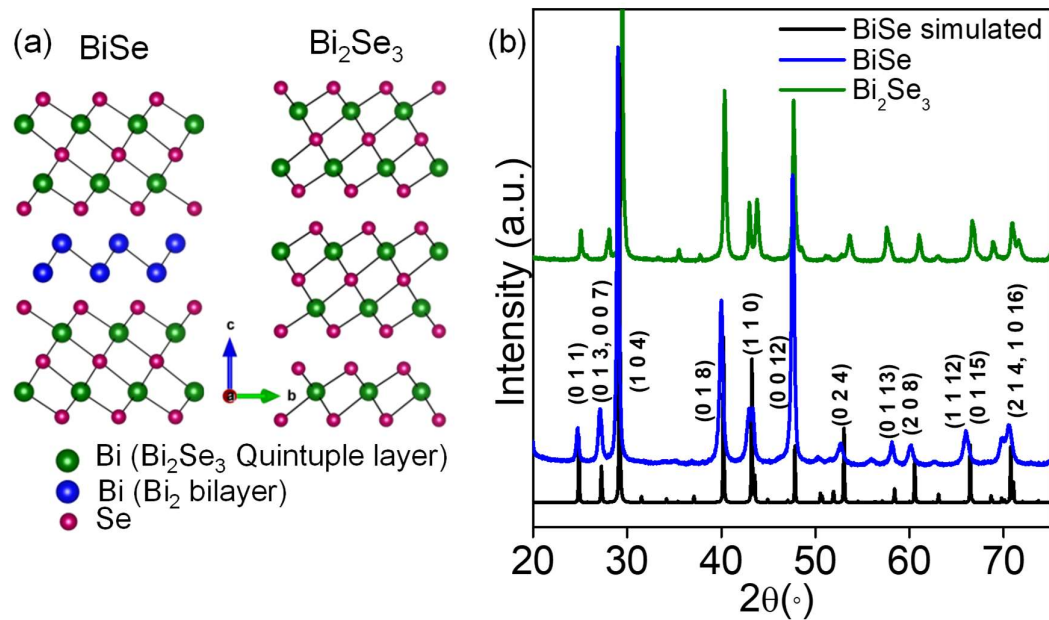 (a)
BiSe
Bi₂Se₃
c
a
b
Bi (Bi₂Se₃ Quintuple layer)
Bi (Bi₂ bilayer)
Se
(b)
BiSe simulated
BiSe
Bi₂Se₃
Intensity (a.u.)
(0 1 1)
(0 1 3, 0 0 7)
(1 0 4)
(0 1 8)
(1 1 0)
(0 0 12)
(0 2 4)
(0 1 13)
(2 0 8)
(1 1 12)
(0 1 15)
(2 1 4, 1 0 16)
20 30 40 50 60 70
2θ(◦)